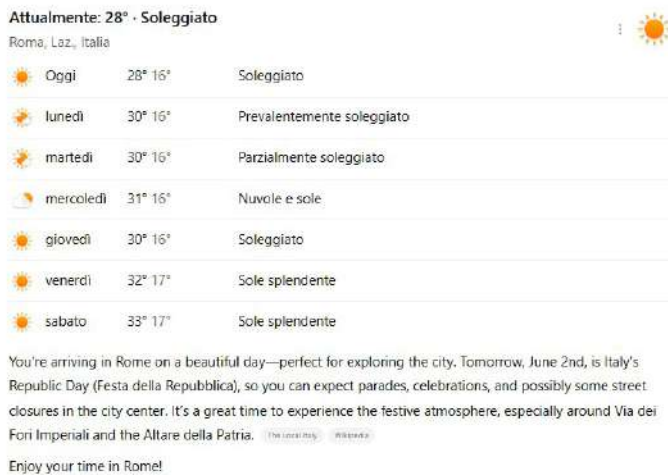 Attualmente: 28° · Soleggiato
Roma, Laz., Italia
Oggi 28° 16° Soleggiato
lunedì 30° 16° Prevalentemente soleggiato
martedì 30° 16° Parzialmente soleggiato
mercoledì 31° 16° Nuvole e sole
giovedì 30° 16° Soleggiato
venerdì 32° 17° Sole splendente
sabato 33° 17° Sole splendente
You're arriving in Rome on a beautiful day—perfect for exploring the city. Tomorrow, June 2nd, is Italy's
Republic Day (Festa della Repubblica), so you can expect parades, celebrations, and possibly some street
closures in the city center. It's a great time to experience the festive atmosphere, especially around Via dei
Fori Imperiali and the Altare della Patria. The Local Italy Wikipedia
Enjoy your time in Rome!